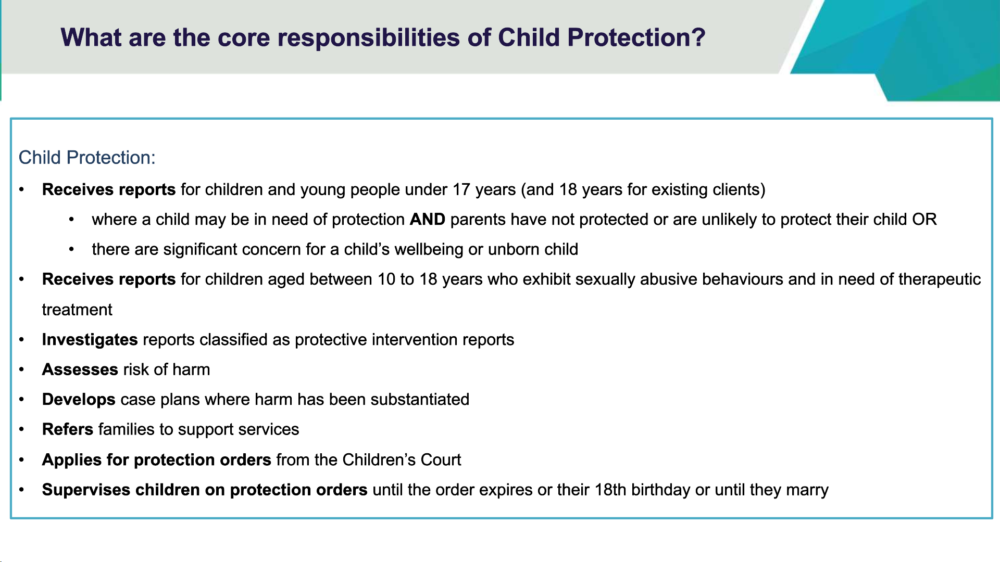 What are the core responsibilities of Child Protection?
Child Protection:
• Receives reports for children and young people under 17 years (and 18 years for existing clients)
• where a child may be in need of protection AND parents have not protected or are unlikely to protect their child OR
• there are significant concern for a child’s wellbeing or unborn child
• Receives reports for children aged between 10 to 18 years who exhibit sexually abusive behaviours and in need of therapeutic
treatment
• Investigates reports classified as protective intervention reports
• Assesses risk of harm
• Develops case plans where harm has been substantiated
• Refers families to support services
• Applies for protection orders from the Children’s Court
• Supervises children on protection orders until the order expires or their 18th birthday or until they marry